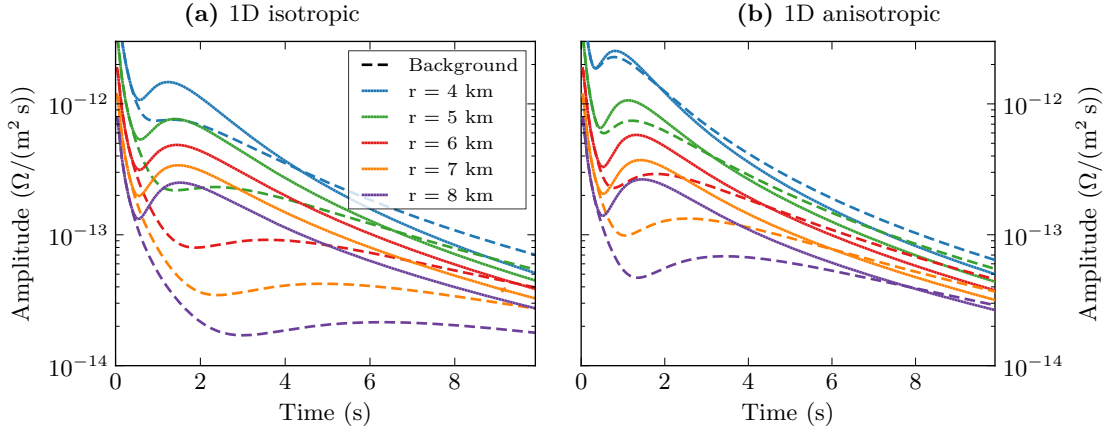 (a) 1D isotropic
(b) 1D anisotropic
Amplitude (Ω/(m² s))
10⁻¹²
10⁻¹³
10⁻¹⁴
Background
r = 4 km
r = 5 km
r = 6 km
r = 7 km
r = 8 km
10⁻¹²
10⁻¹³
10⁻¹⁴
Amplitude (Ω/(m² s))
0 2 4 6 8
0 2 4 6 8
Time (s)
Time (s)